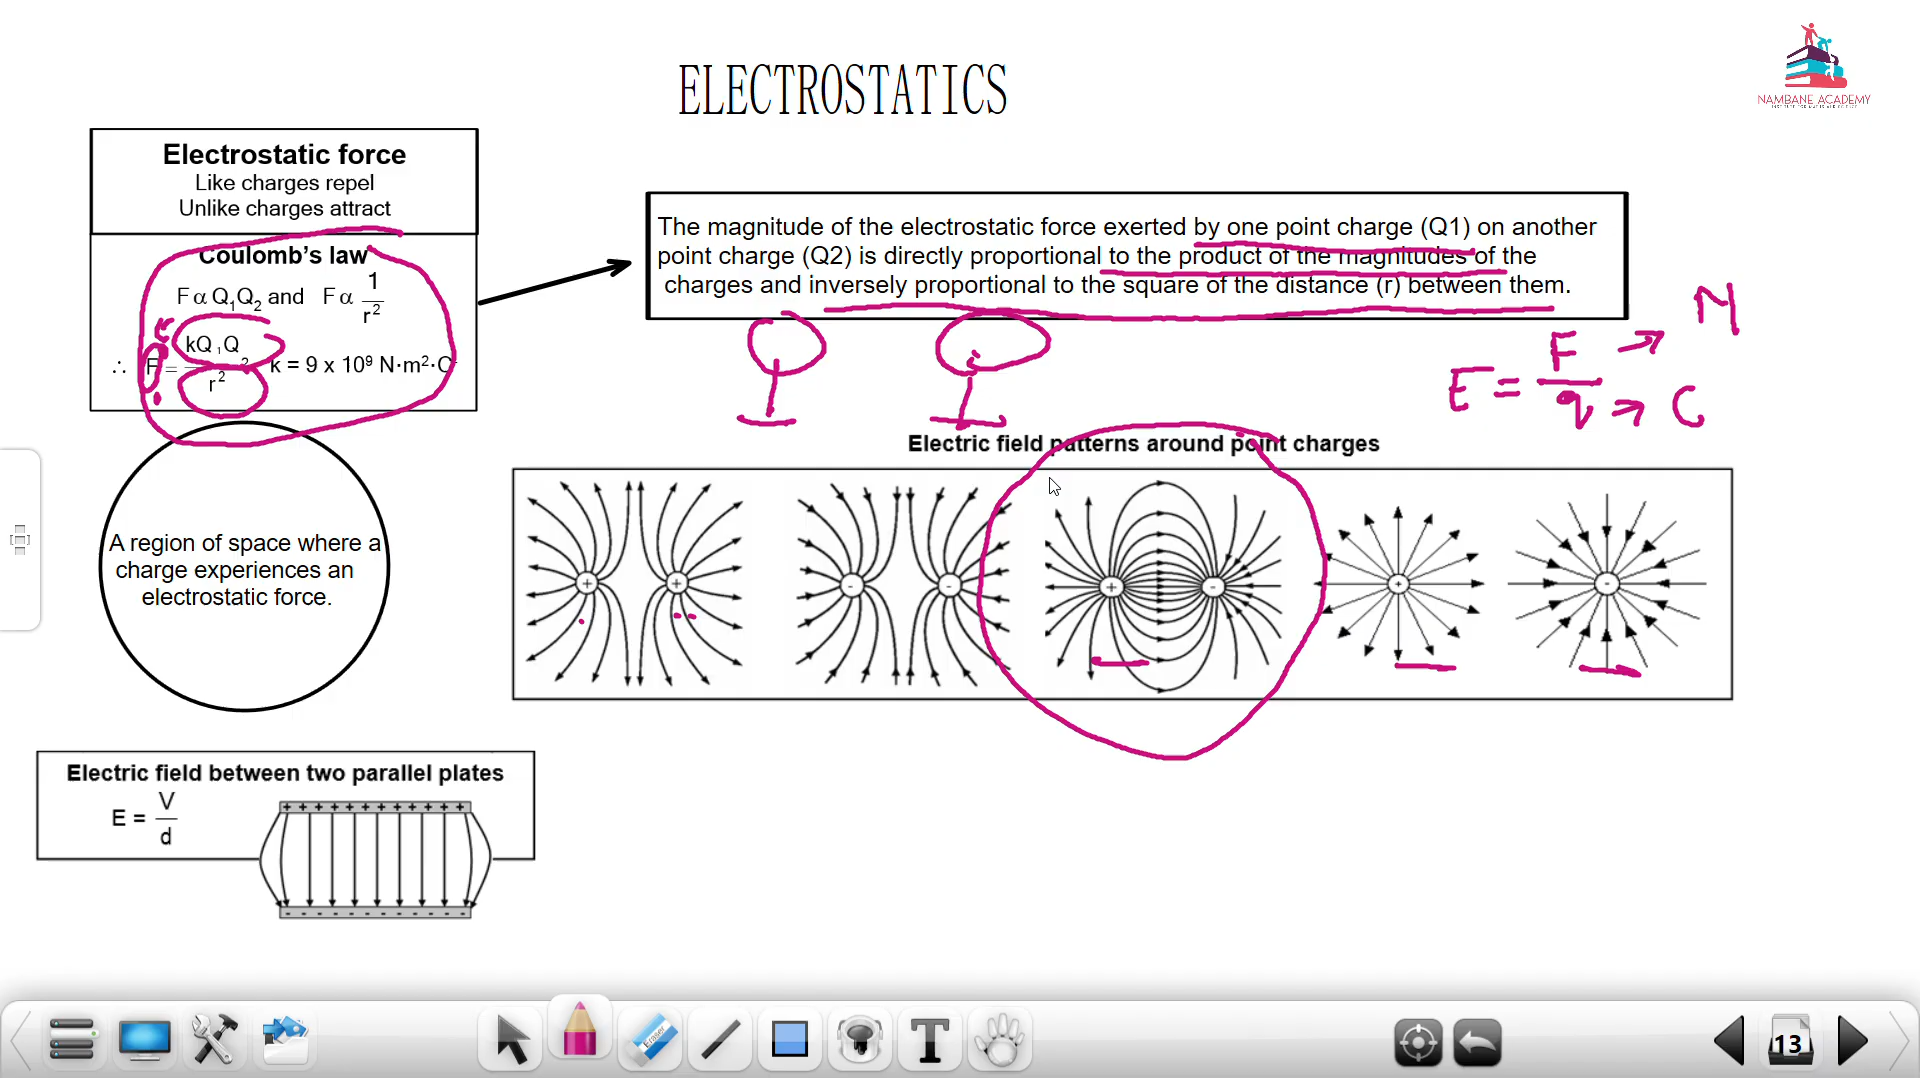 ELECTROSTATICS
NAMBANE ACADEMY
Electrostatic force
Like charges repel
Unlike charges attract
Coulomb's law
F α Q₁Q₂ and F α 1/r²
∴ F = kQ₁Q₂/r² k = 9 x 10⁹ N·m²·C
The magnitude of the electrostatic force exerted by one point charge (Q1) on another
point charge (Q2) is directly proportional to the product of the magnitudes of the
charges and inversely proportional to the square of the distance (r) between them.
E = F/q → N → C
Electric field patterns around point charges
A region of space where a
charge experiences an
electrostatic force.
Electric field between two parallel plates
E = V/d
Eraser
T
13